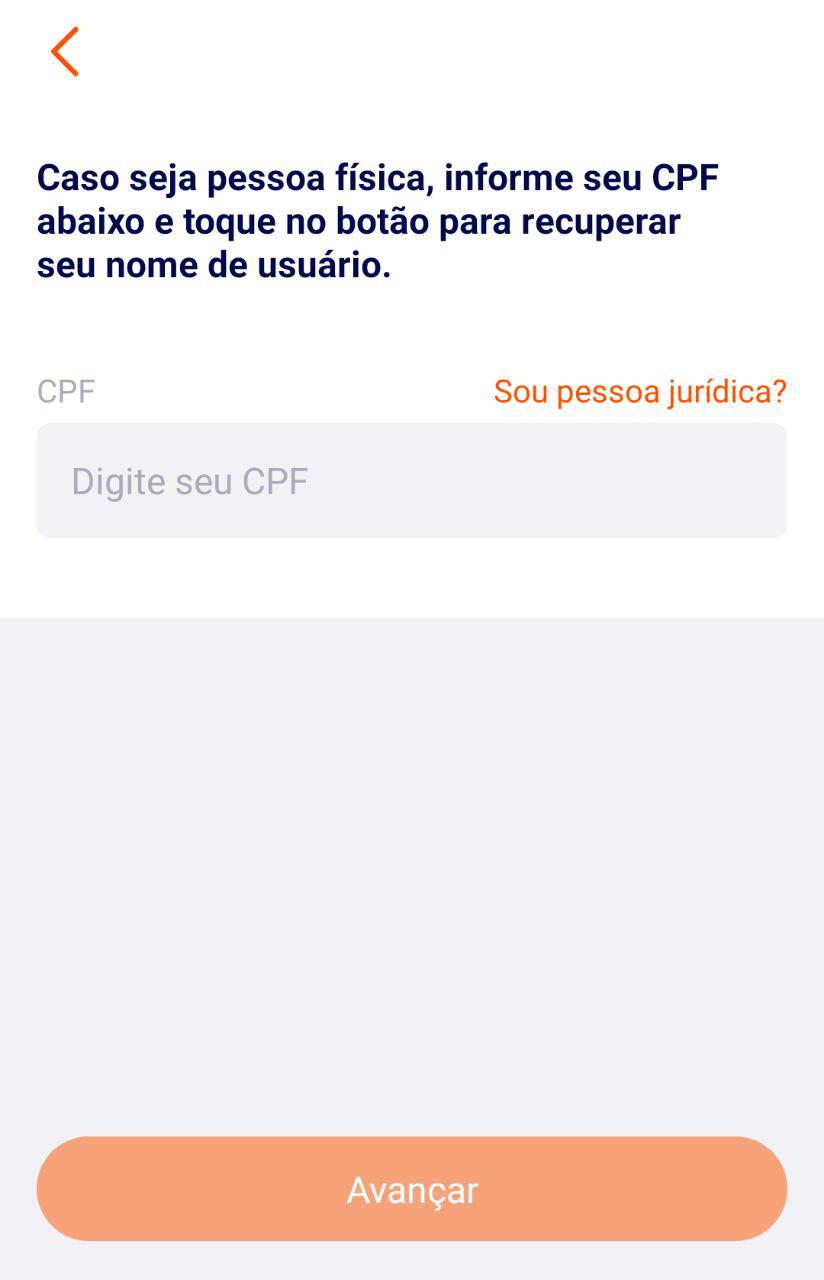 Caso seja pessoa física, informe seu CPF
abaixo e toque no botão para recuperar
seu nome de usuário.
CPF
Sou pessoa jurídica?
Digite seu CPF
Avançar